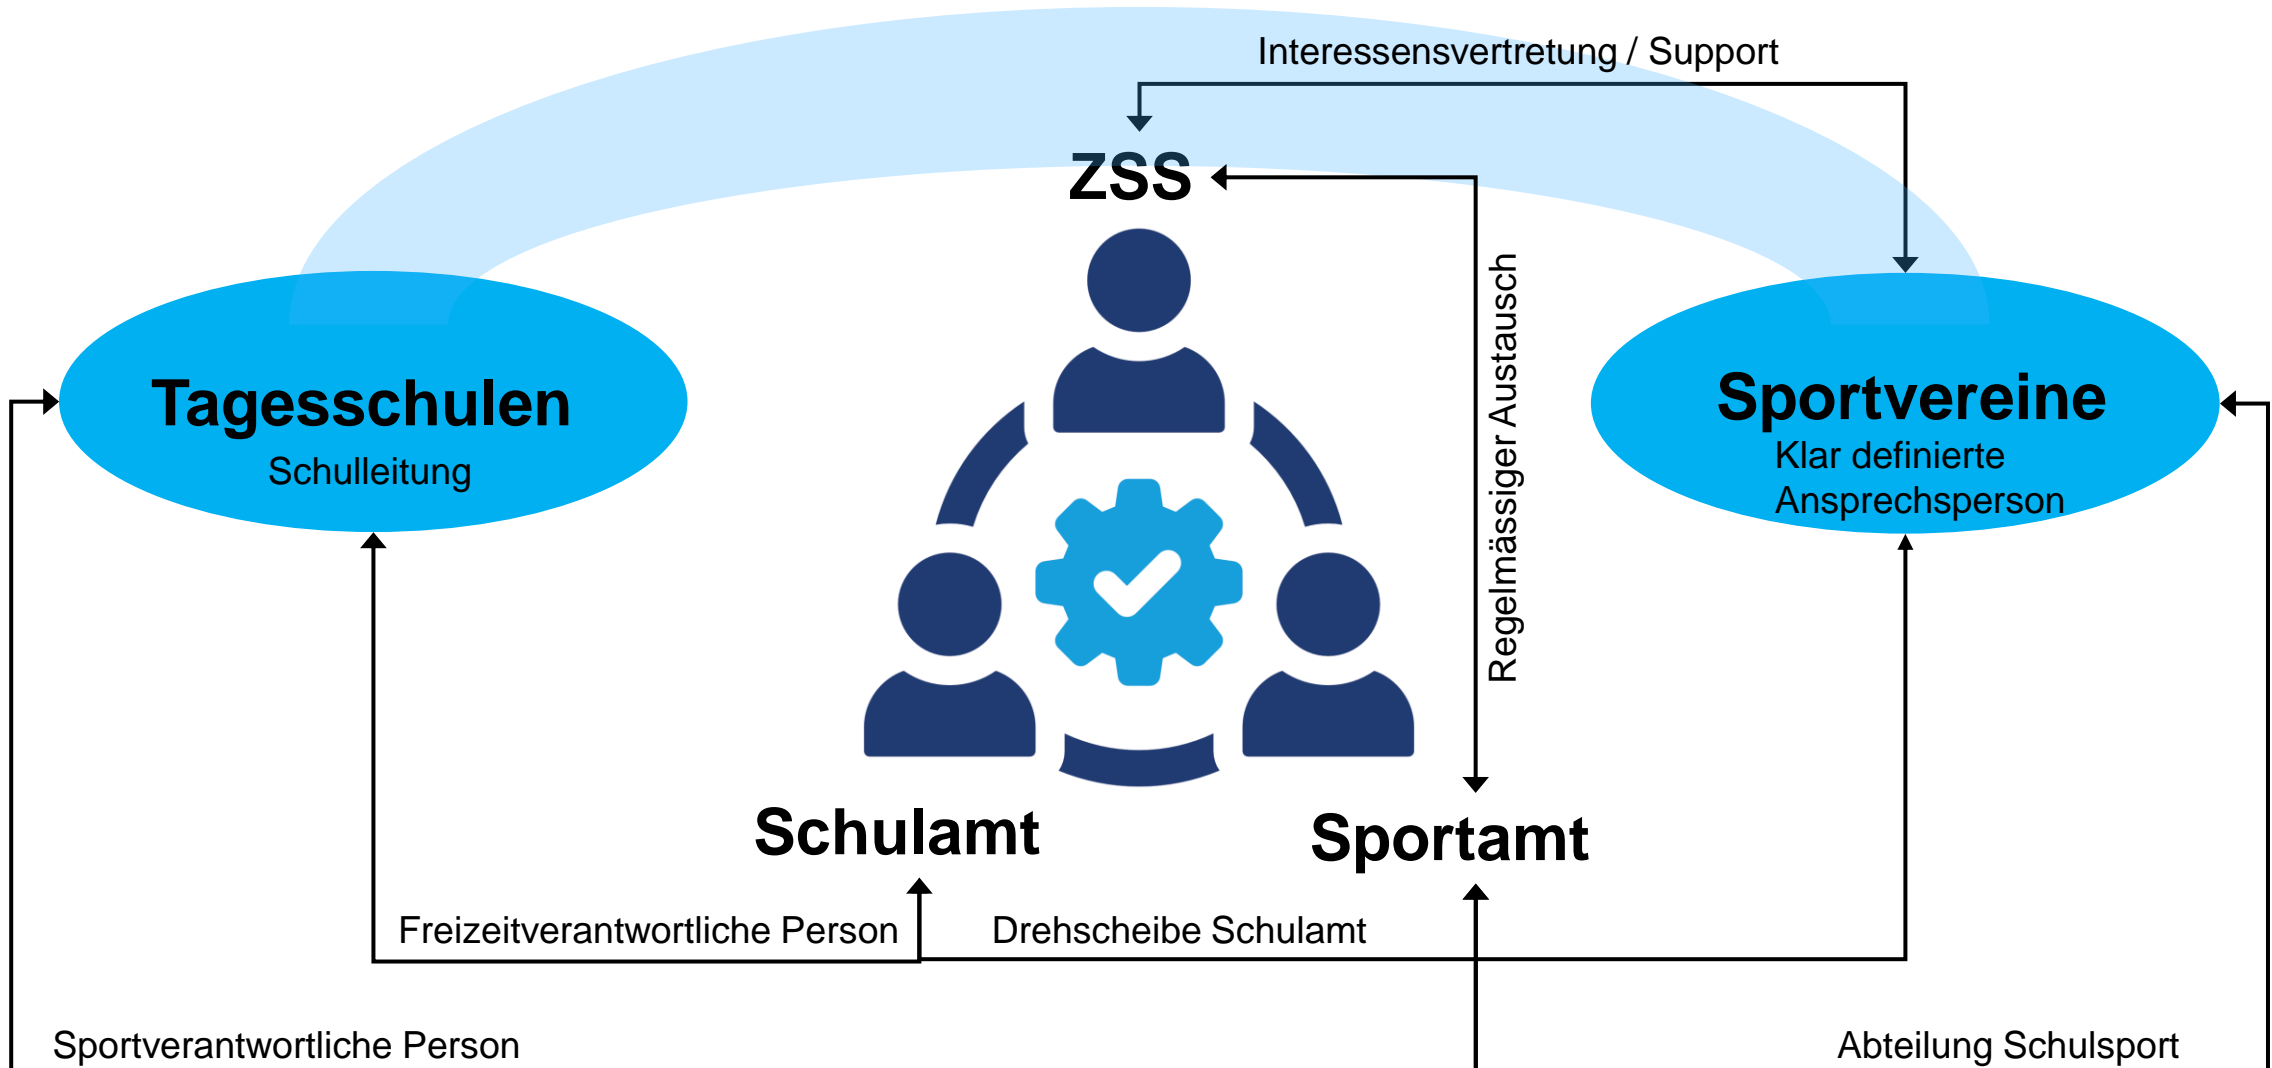 Interessensvertretung / Support
ZSS
Regelmässiger Austausch
Tagesschulen
Schulleitung
Sportvereine
Klar definierte
Ansprechsperson
Schulamt
Sportamt
Freizeitverantwortliche Person
Drehscheibe Schulamt
Sportverantwortliche Person
Abteilung Schulsport